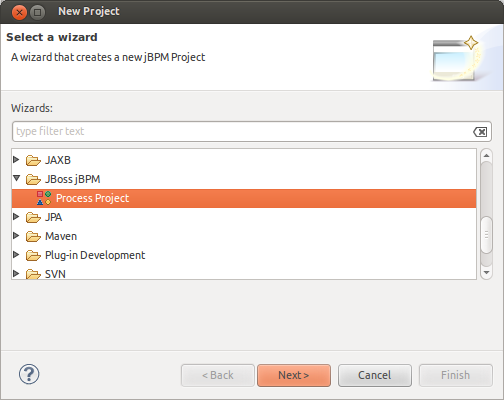 New Project
Select a wizard
A wizard that creates a new jBPM Project
Wizards:
type filter text
JAXB
JBoss jBPM
Process Project
JPA
Maven
Plug-in Development
SVN
?
< Back
Next >
Cancel
Finish